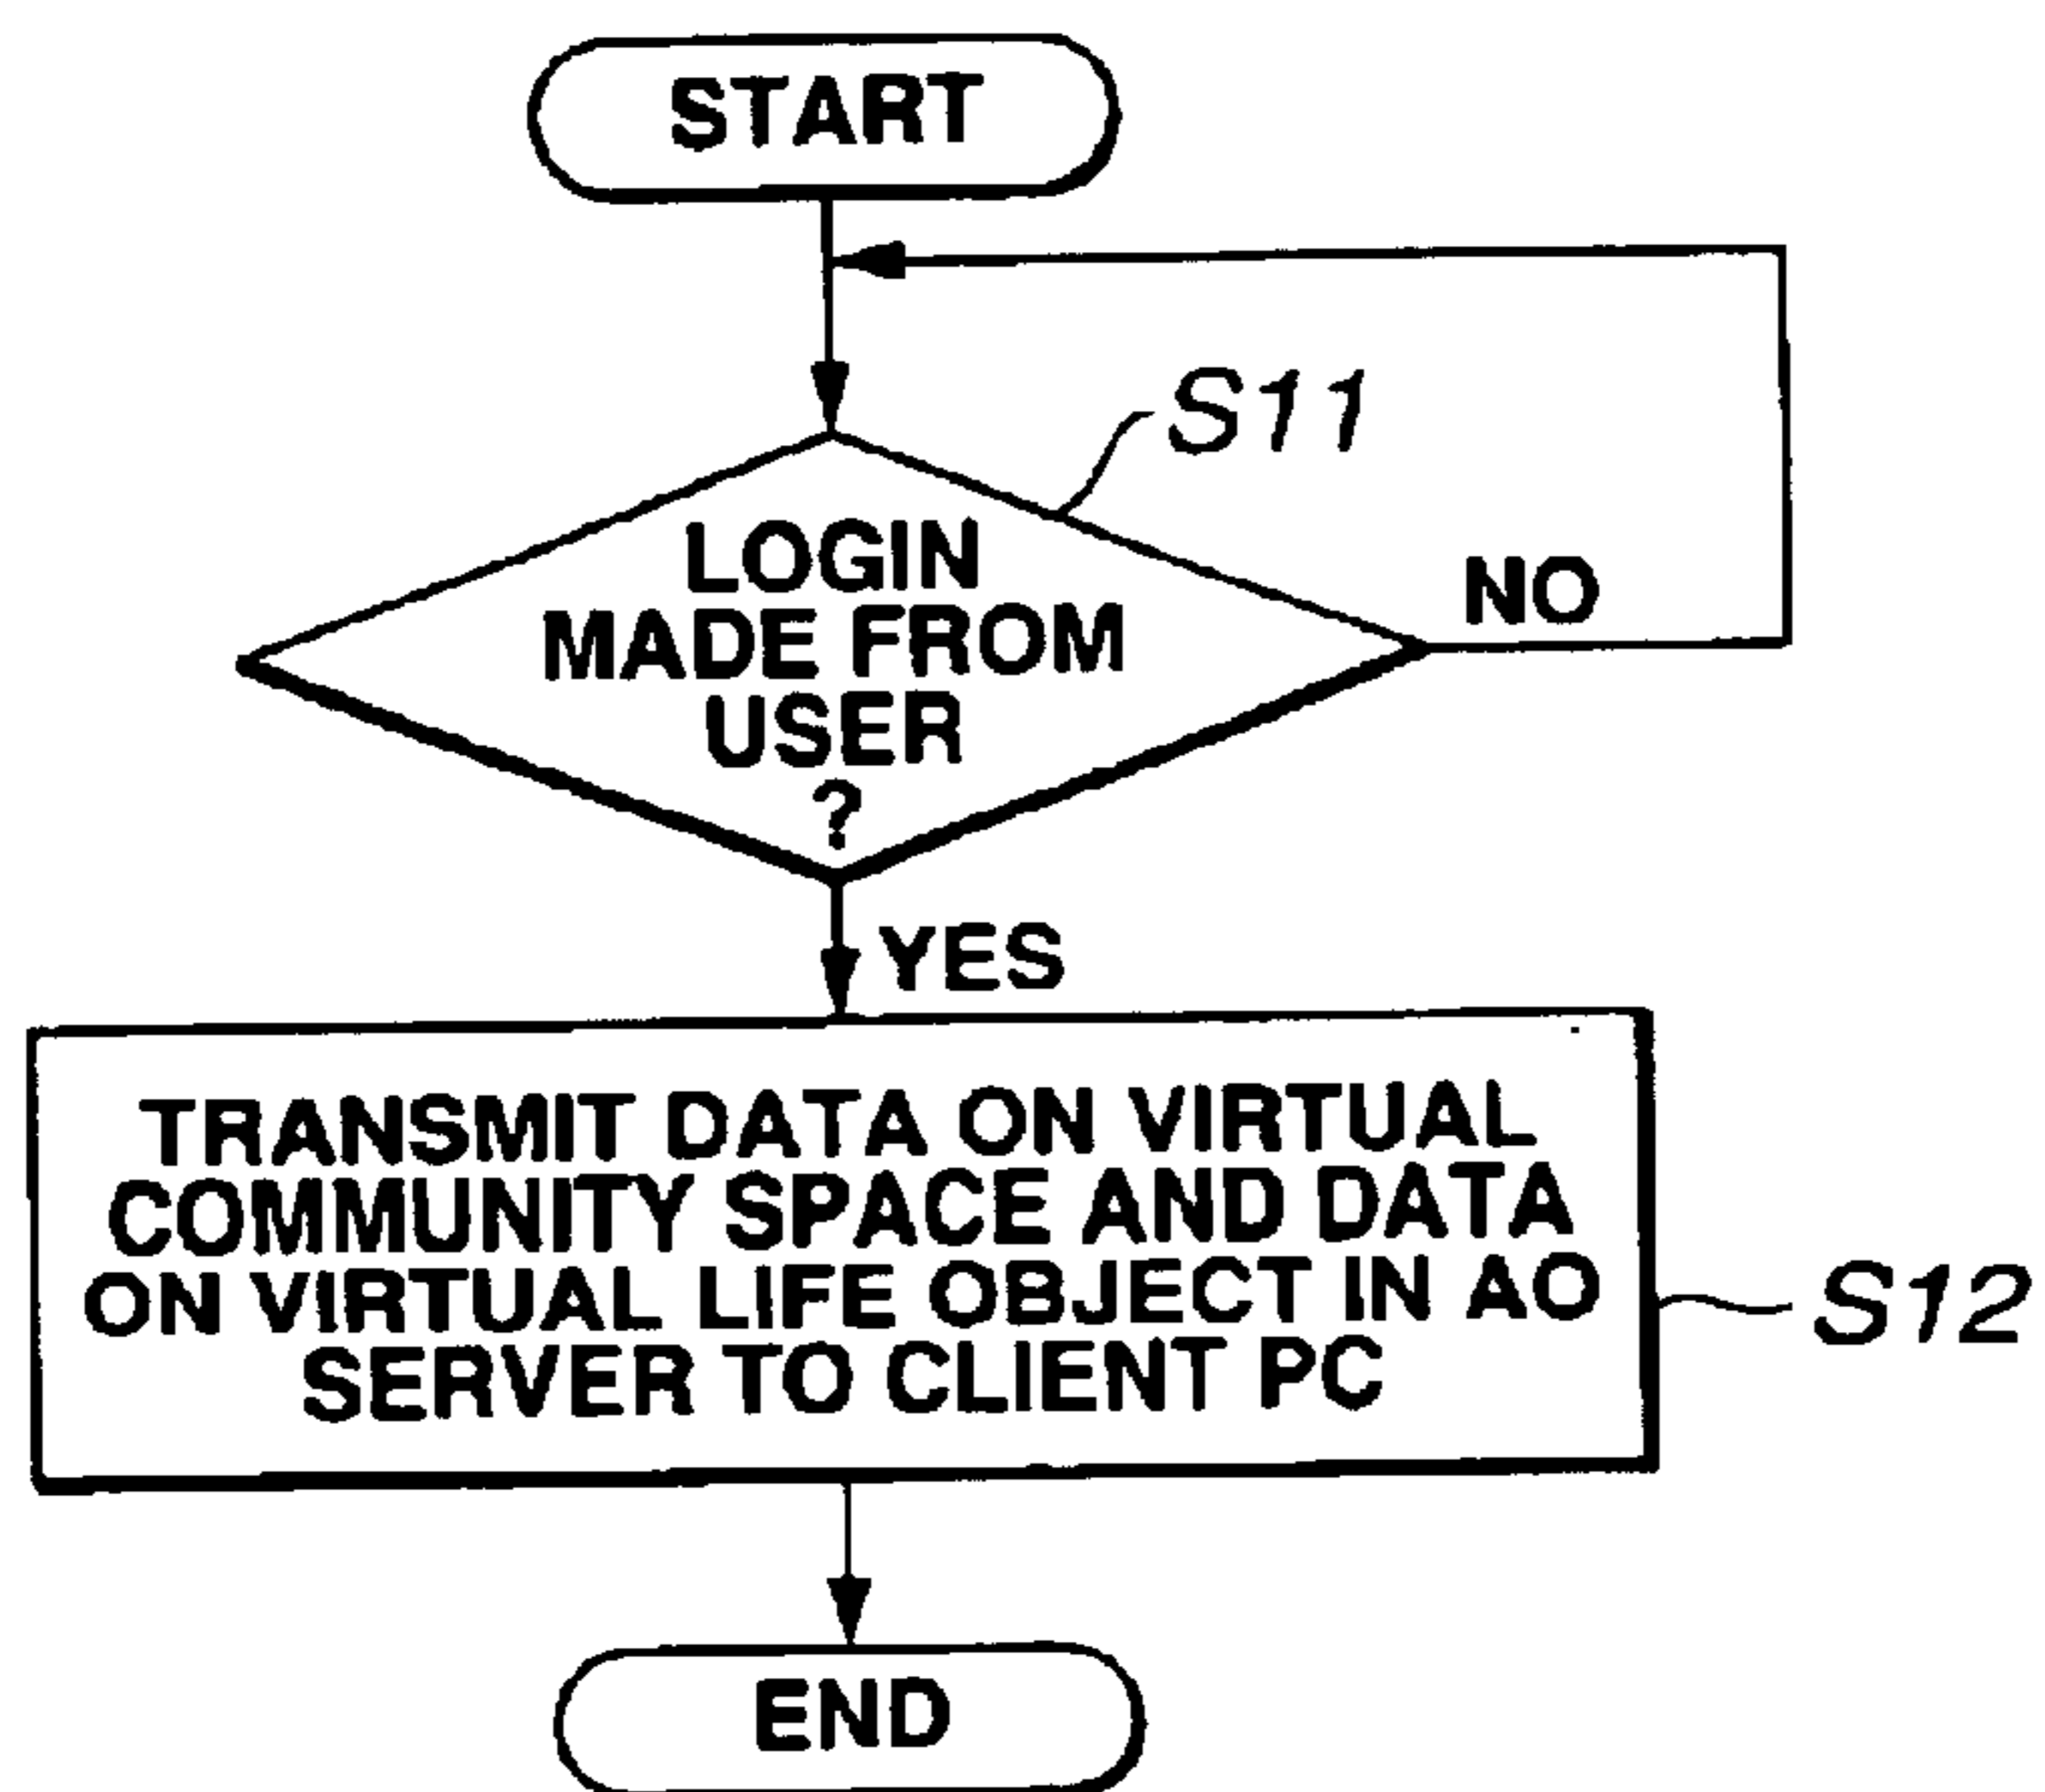 START
S11
LOGIN
MADE FROM
USER
?
NO
YES
TRANSMIT DATA ON VIRTUAL
COMMUNITY SPACE AND DATA
ON VIRTUAL LIFE OBJECT IN AO
SERVER TO CLIENT PC
S12
END